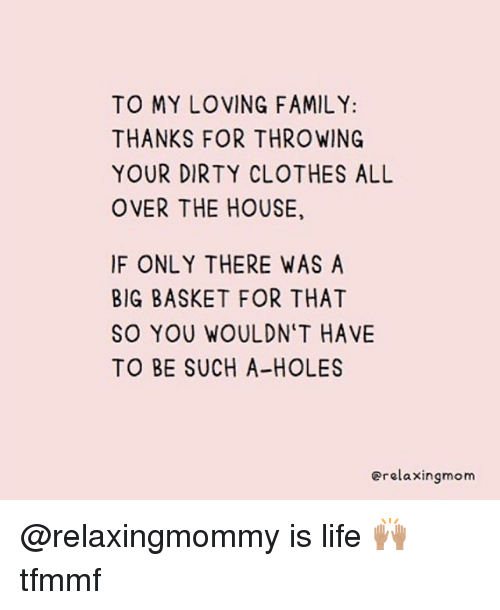 TO MY LOVING FAMILY:
THANKS FOR THROWING
YOUR DIRTY CLOTHES ALL
OVER THE HOUSE,
IF ONLY THERE WAS A
BIG BASKET FOR THAT
SO YOU WOULDN'T HAVE
TO BE SUCH A-HOLES
@relaxingmom
@relaxingmommy is life 🙌🏽
tfmmf